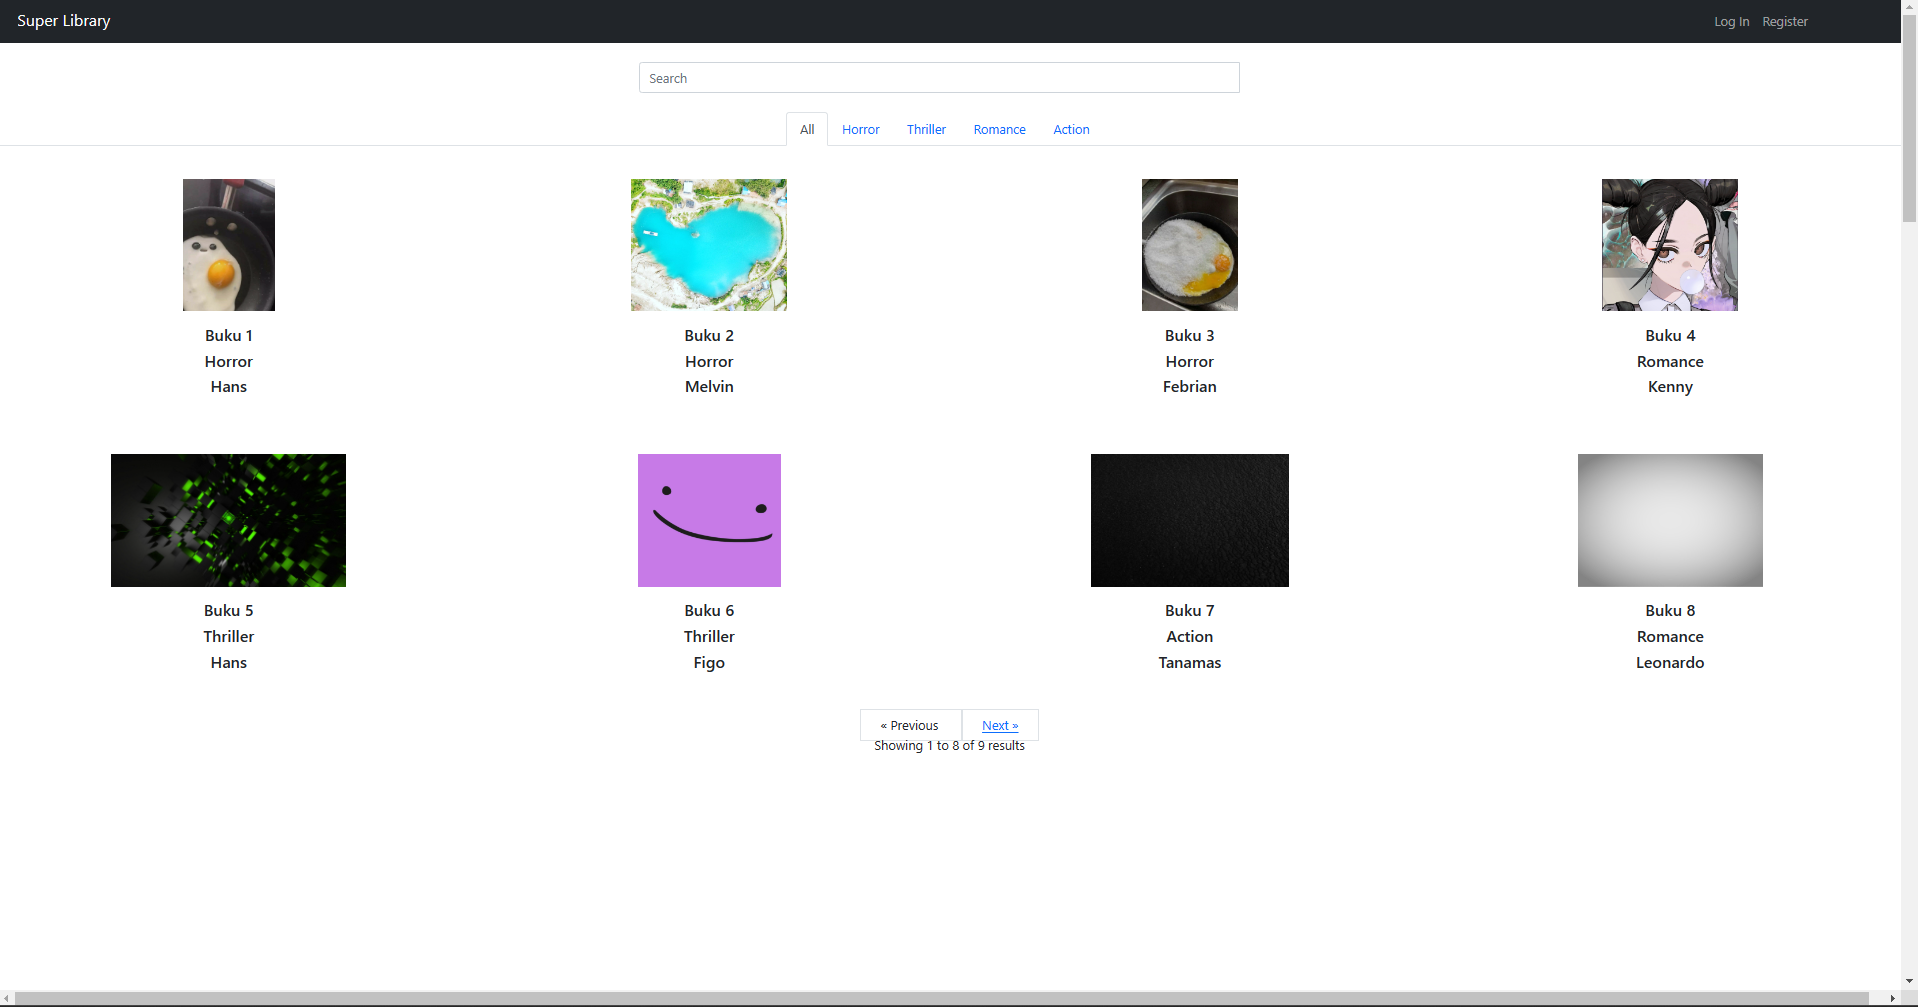 Super Library
Log In Register
Search
All Horror Thriller Romance Action
Buku 1
Horror
Hans
Buku 2
Horror
Melvin
Buku 3
Horror
Febrian
Buku 4
Romance
Kenny
Buku 5
Thriller
Hans
Buku 6
Thriller
Figo
Buku 7
Action
Tanamas
Buku 8
Romance
Leonardo
« Previous Next »
Showing 1 to 8 of 9 results